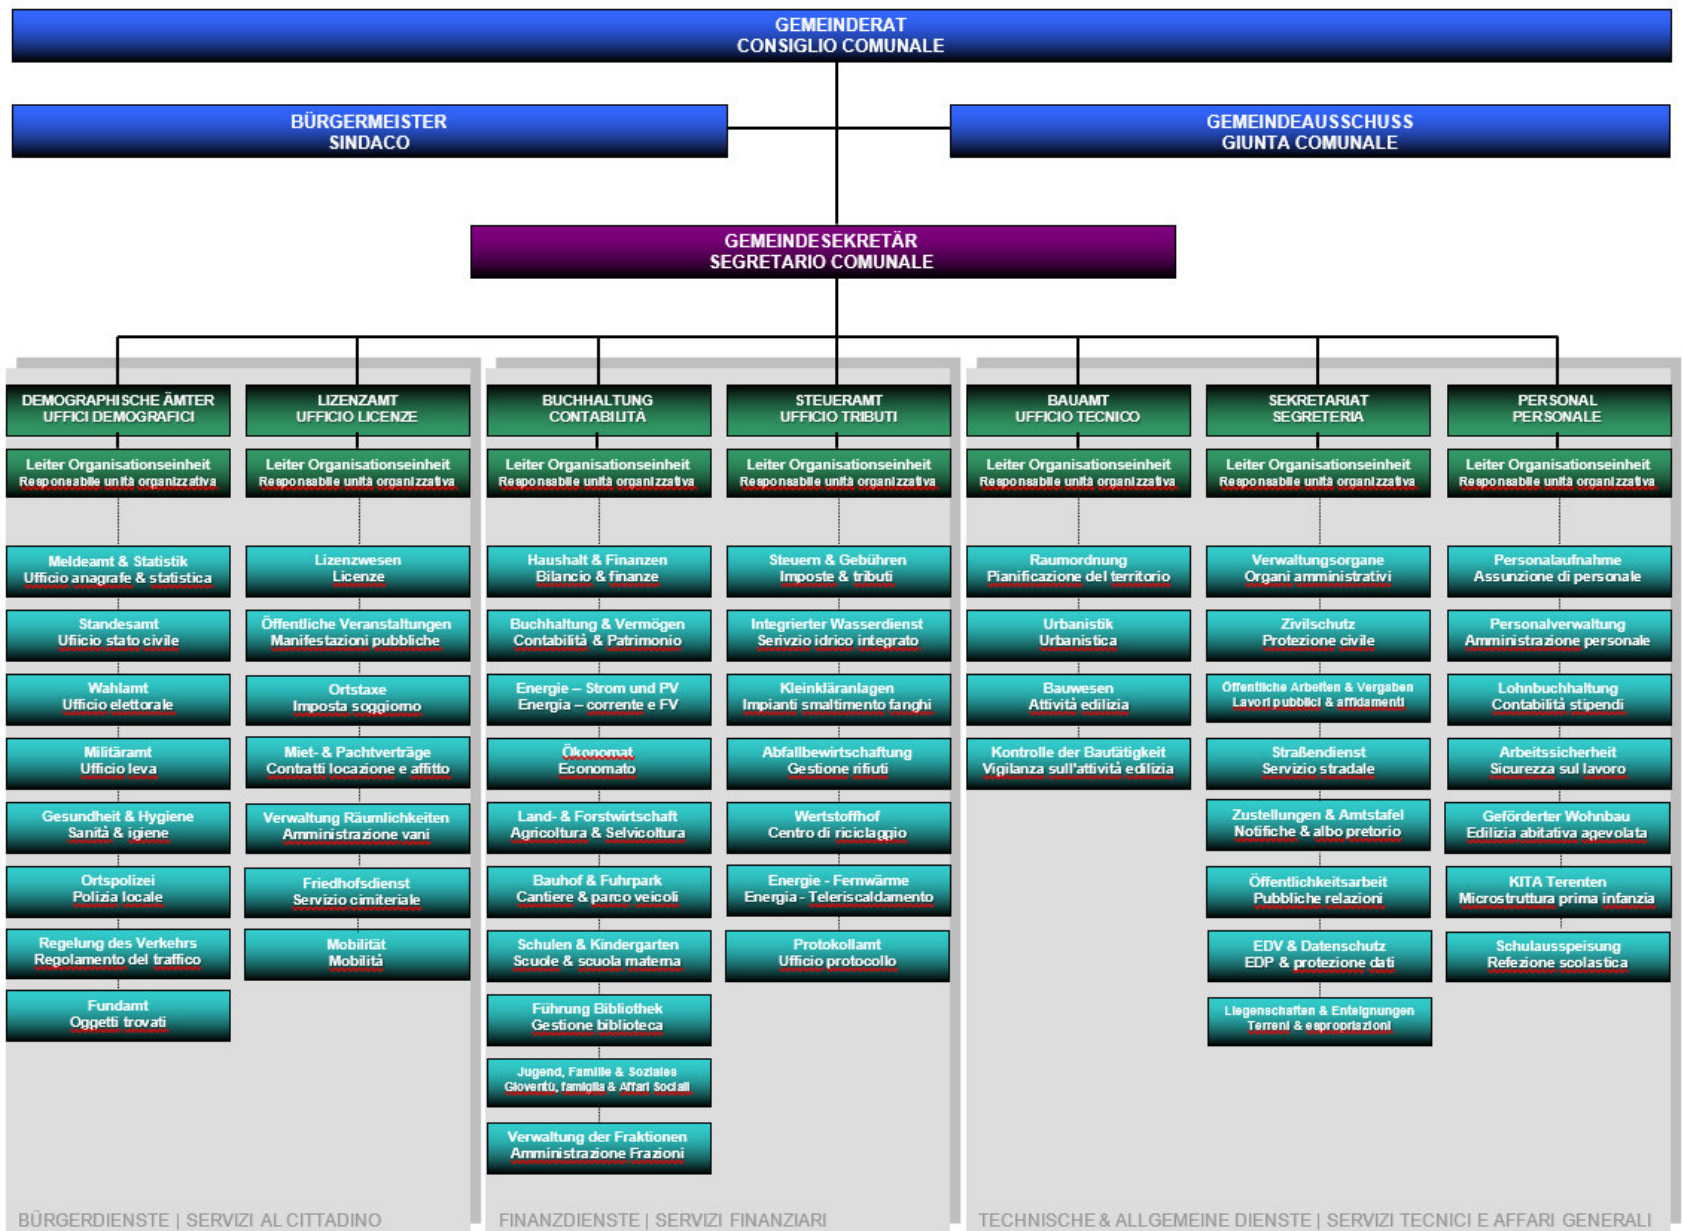 GEMEINDERAT
CONSIGLIO COMUNALE
BÜRGERMEISTER
SINDACO
GEMEINDEAUSSCHUSS
GIUNTA COMUNALE
GEMEINDESEKRETÄR
SEGRETARIO COMUNALE
DEMOGRAPHISCHE ÄMTER
UFFICI DEMOGRAFICI
Leiter Organisationseinheit
Responsabile unità organizzativa
Meldeamt & Statistik
Ufficio anagrafe & statistica
Standesamt
Ufiicio stato civile
Wahlamt
Ufficio elettorale
Militäramt
Ufficio leva
Gesundheit & Hygiene
Sanità & igiene
Ortspolizei
Polizia locale
Regelung des Verkehrs
Regolamento del traffico
Fundamt
Oggetti trovati
LIZENZAMT
UFFICIO LICENZE
Leiter Organisationseinheit
Responsabile unità organizzativa
Lizenzwesen
Licenze
Öffentliche Veranstaltungen
Manifestazioni pubbliche
Ortstaxe
Imposta soggiorno
Miet- & Pachtverträge
Contratti locazione e affitto
Verwaltung Räumlichkeiten
Amministrazione vani
Friedhofsdienst
Servizio cimiteriale
Mobilität
Mobilità
BÜRGERDIENSTE | SERVIZI AL CITTADINO
BUCHHALTUNG
CONTABILITÀ
Leiter Organisationseinheit
Responsabile unità organizzativa
Haushalt & Finanzen
Bilancio & finanze
Buchhaltung & Vermögen
Contabilità & Patrimonio
Energie – Strom und PV
Energia – corrente e FV
Ökonomat
Economato
Land- & Forstwirtschaft
Agricoltura & Selvicoltura
Bauhof & Fuhrpark
Cantiere & parco veicoli
Schulen & Kindergarten
Scuole & scuola materna
Führung Bibliothek
Gestione biblioteca
Jugend, Familie & Soziales
Gioventù, famiglia & Affari Sociali
Verwaltung der Fraktionen
Amministrazione Frazioni
STEUERAMT
UFFICIO TRIBUTI
Leiter Organisationseinheit
Responsabile unità organizzativa
Steuern & Gebühren
Imposte & tributi
Integrierter Wasserdienst
Serivzio idrico integrato
Kleinkläranlagen
Impianti smaltimento fanghi
Abfallbewirtschaftung
Gestione rifiuti
Wertstoffhof
Centro di riciclaggio
Energie - Fernwärme
Energia - Teleriscaldamento
Protokollamt
Ufficio protocollo
FINANZDIENSTE | SERVIZI FINANZIARI
BAUAMT
UFFICIO TECNICO
Leiter Organisationseinheit
Responsabile unità organizzativa
Raumordnung
Pianificazione del territorio
Urbanistik
Urbanistica
Bauwesen
Attività edilizia
Kontrolle der Bautätigkeit
Vigilanza sull'attività edilizia
SEKRETARIAT
SEGRETERIA
Leiter Organisationseinheit
Responsabile unità organizzativa
Verwaltungsorgane
Organi amministrativi
Zivilschutz
Protezione civile
Öffentliche Arbeiten & Vergaben
Lavori pubblici & affidamenti
Straßendienst
Servizio stradale
Zustellungen & Amtstafel
Notifiche & albo pretorio
Öffentlichkeitsarbeit
Pubbliche relazioni
EDV & Datenschutz
EDP & protezione dati
Liegenschaften & Enteignungen
Terreni & espropriazioni
PERSONAL
PERSONALE
Leiter Organisationseinheit
Responsabile unità organizzativa
Personalaufnahme
Assunzione di personale
Personalverwaltung
Amministrazione personale
Lohnbuchhaltung
Contabilità stipendi
Arbeitssicherheit
Sicurezza sul lavoro
Geförderter Wohnbau
Edilizia abitativa agevolata
KITA Terenten
Microstruttura prima infanzia
Schulausspeisung
Refezione scolastica
TECHNISCHE & ALLGEMEINE DIENSTE | SERVIZI TECNICI E AFFARI GENERALI